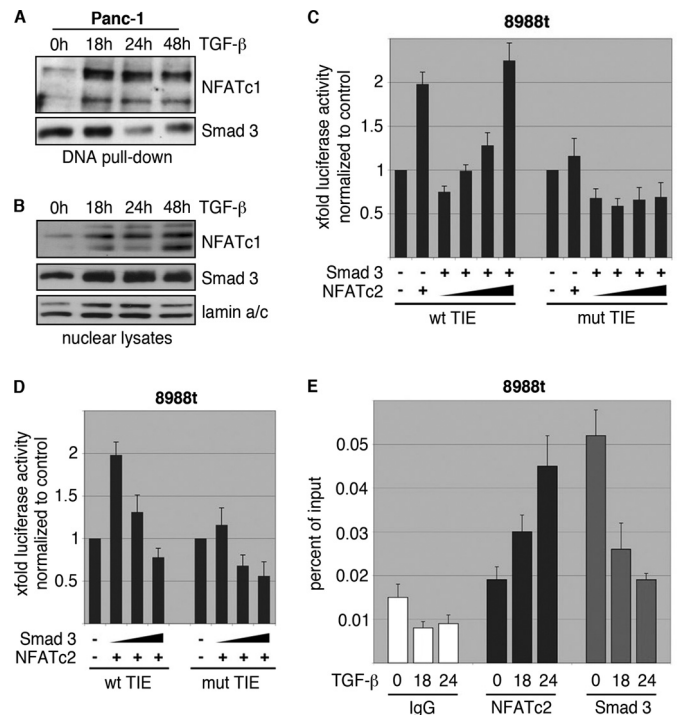 A
Panc-1
0h 18h 24h 48h TGF-β
NFATc1
Smad 3
DNA pull-down
B
0h 18h 24h 48h TGF-β
NFATc1
Smad 3
lamin a/c
nuclear lysates
C
8988t
xfold luciferase activity
normalized to control
2
1.5
1
0.5
Smad 3 - - + + + + - - + + + +
NFATc2 - + - +
wt TIE mut TIE
D
8988t
xfold luciferase activity
normalized to control
2
1.5
1
0.5
Smad 3 - -
NFATc2 - + + + - + + +
wt TIE mut TIE
E
8988t
percent of input
0.05
0.04
0.03
0.02
0.01
TGF-β 0 18 24 0 18 24 0 18 24
IgG NFATc2 Smad 3